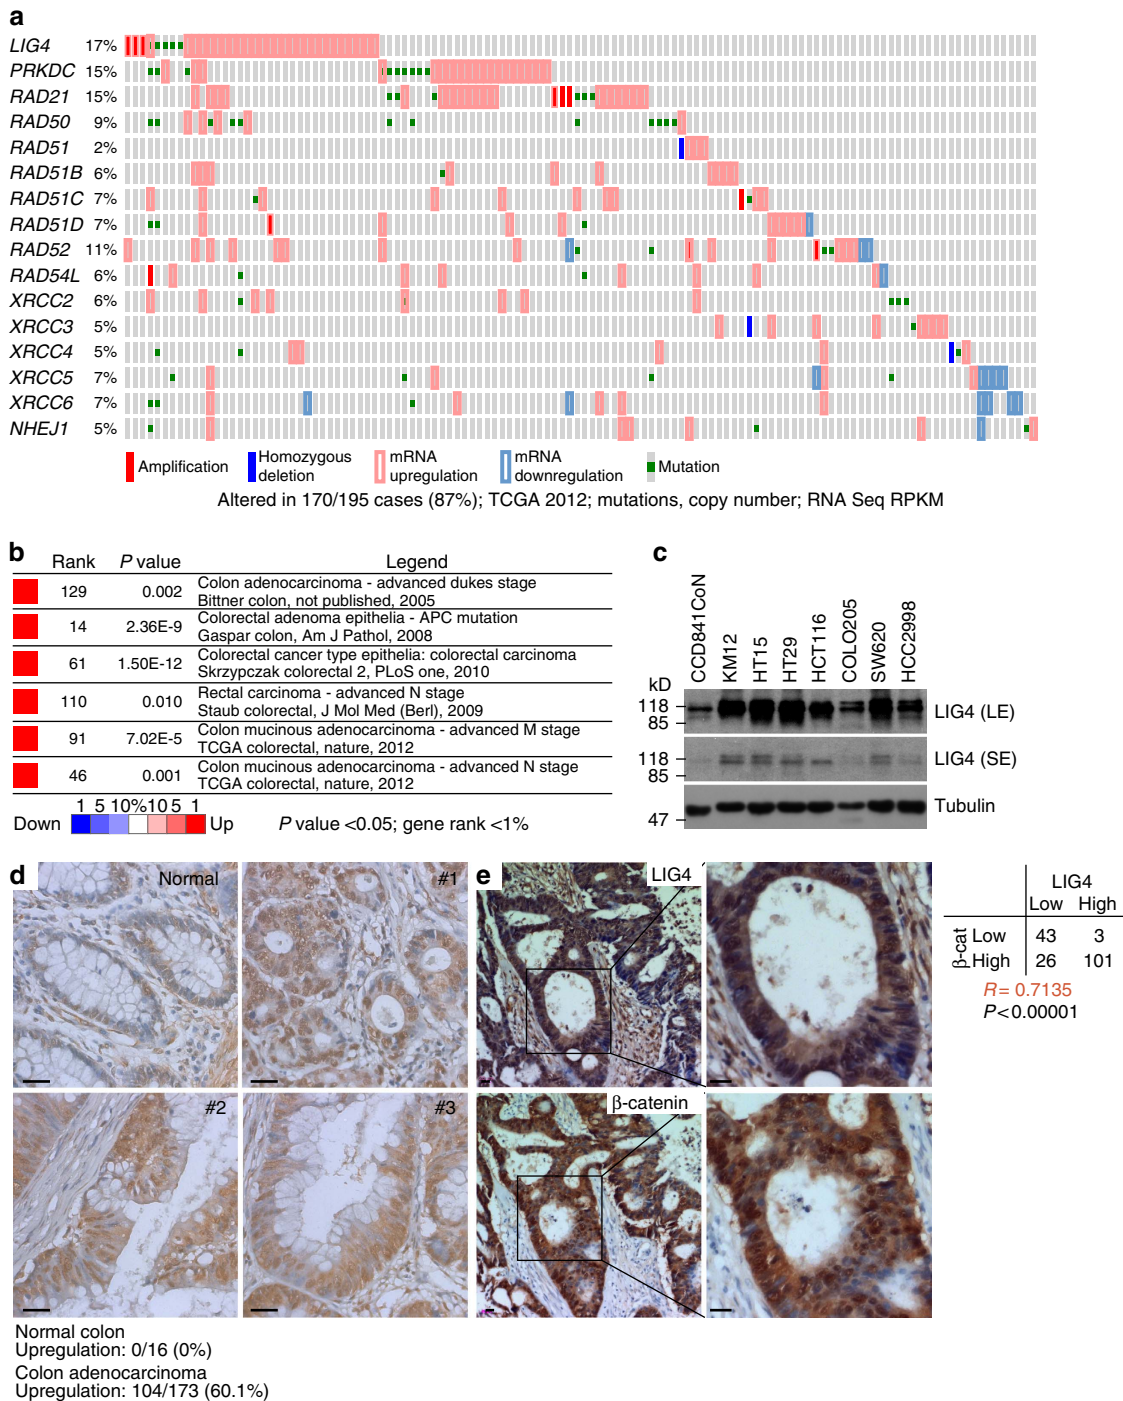 a
LIG4 17%
PRKDC 15%
RAD21 15%
RAD50 9%
RAD51 2%
RAD51B 6%
RAD51C 7%
RAD51D 7%
RAD52 11%
RAD54L 6%
XRCC2 6%
XRCC3 5%
XRCC4 5%
XRCC5 7%
XRCC6 7%
NHEJ1 5%
Amplification
Homozygous deletion
mRNA upregulation
mRNA downregulation
Mutation
Altered in 170/195 cases (87%); TCGA 2012; mutations, copy number; RNA Seq RPKM
b
Rank P value Legend
129 0.002 Colon adenocarcinoma - advanced dukes stage
Bittner colon, not published, 2005
14 2.36E-9 Colorectal adenoma epithelia - APC mutation
Gaspar colon, Am J Pathol, 2008
61 1.50E-12 Colorectal cancer type epithelia: colorectal carcinoma
Skrzypczak colorectal 2, PLoS one, 2010
110 0.010 Rectal carcinoma - advanced N stage
Staub colorectal, J Mol Med (Berl), 2009
91 7.02E-5 Colon mucinous adenocarcinoma - advanced M stage
TCGA colorectal, nature, 2012
46 0.001 Colon mucinous adenocarcinoma - advanced N stage
TCGA colorectal, nature, 2012
1 5 10%10 5 1
Down Up P value <0.05; gene rank <1%
c
CCD841CoN
KM12
HT15
HT29
HCT116
COLO205
SW620
HCC2998
kD
118
85
LIG4 (LE)
118
85
LIG4 (SE)
47
Tubulin
d
Normal
#1
#2
#3
Normal colon
Upregulation: 0/16 (0%)
Colon adenocarcinoma
Upregulation: 104/173 (60.1%)
e
LIG4
β-catenin
LIG4
Low High
β-cat
Low 43 3
High 26 101
R= 0.7135
P<0.00001